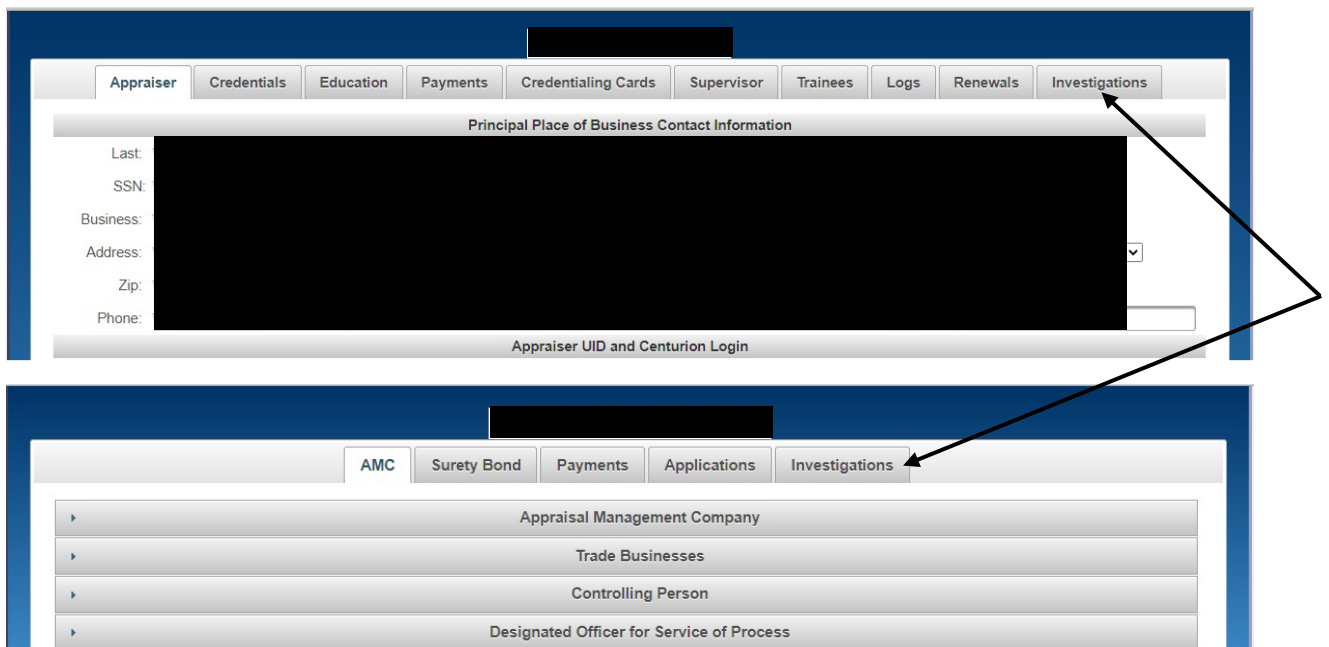 Appraiser Credentials Education Payments Credentialing Cards Supervisor Trainees Logs Renewals Investigations
Principal Place of Business Contact Information
Last:
SSN:
Business:
Address:
Zip:
Phone:
Appraiser UID and Centurion Login
AMC Surety Bond Payments Applications Investigations
Appraisal Management Company
Trade Businesses
Controlling Person
Designated Officer for Service of Process